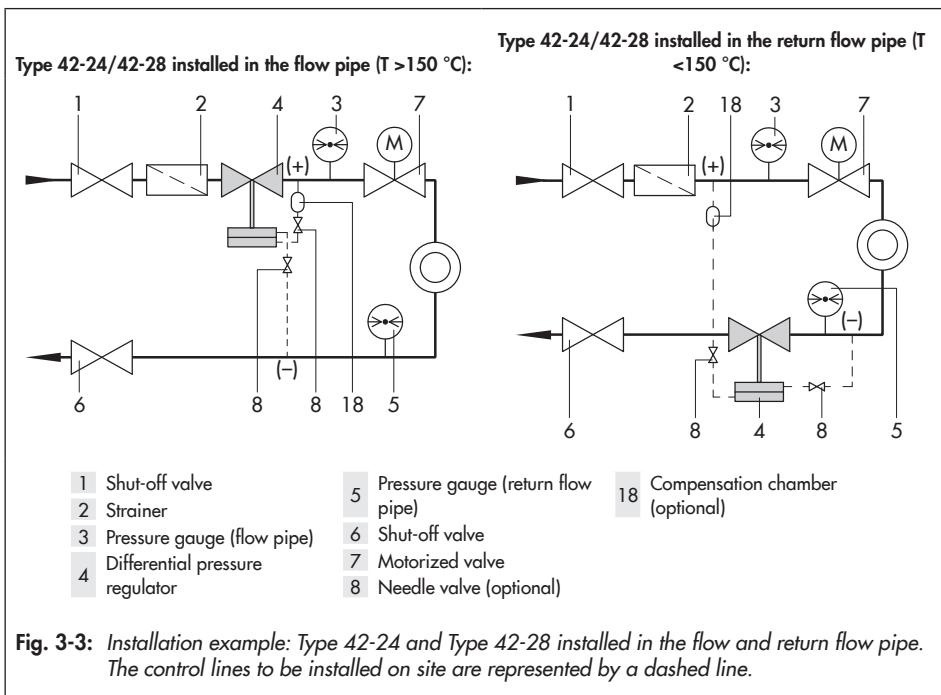 Type 42-24/42-28 installed in the flow pipe (T >150 °C):
1 2 4 3 7
M
(+)
(–)
6 8 8 18 5
Type 42-24/42-28 installed in the return flow pipe (T
<150 °C):
1 2 18 3 7
M
(+)
(–)
6 8 4 8 5
1 Shut-off valve
2 Strainer
3 Pressure gauge (flow pipe)
4 Differential pressure
regulator
5 Pressure gauge (return flow
pipe)
6 Shut-off valve
7 Motorized valve
8 Needle valve (optional)
18 Compensation chamber
(optional)
Fig. 3-3: Installation example: Type 42-24 and Type 42-28 installed in the flow and return flow pipe.
The control lines to be installed on site are represented by a dashed line.